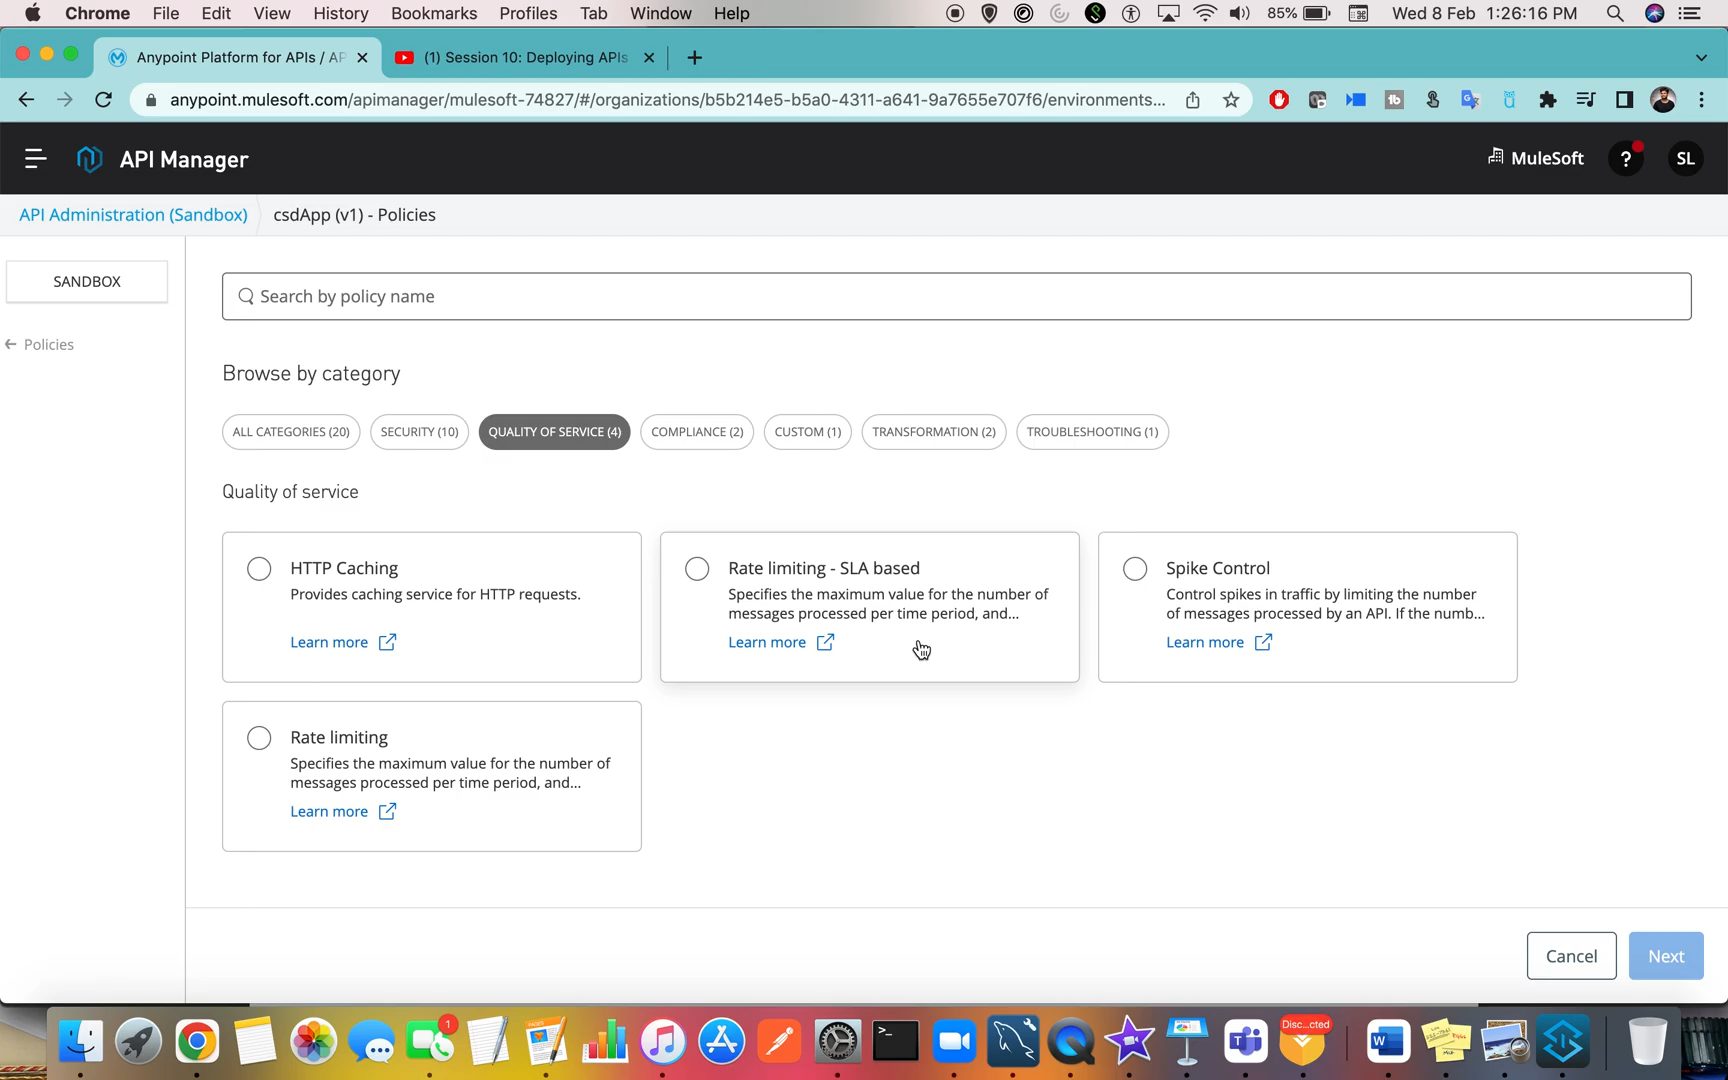 Chrome File Edit View History Bookmarks Profiles Tab Window Help 85% Wed 8 Feb 1:26:16 PM
Anypoint Platform for APIs / AP (1) Session 10: Deploying APIs
anypoint.mulesoft.com/apimanager/mulesoft-74827/#/organizations/b5b214e5-b5a0-4311-a641-9a7655e707f6/environments...
API Manager MuleSoft ? SL
API Administration (Sandbox) csdApp (v1) - Policies
SANDBOX
Search by policy name
Policies
Browse by category
ALL CATEGORIES (20) SECURITY (10) QUALITY OF SERVICE (4) COMPLIANCE (2) CUSTOM (1) TRANSFORMATION (2) TROUBLESHOOTING (1)
Quality of service
HTTP Caching
Provides caching service for HTTP requests.
Learn more
Rate limiting - SLA based
Specifies the maximum value for the number of
messages processed per time period, and...
Learn more
Spike Control
Control spikes in traffic by limiting the number
of messages processed by an API. If the numb...
Learn more
Rate limiting
Specifies the maximum value for the number of
messages processed per time period, and...
Learn more
Cancel Next
1
Disc...cted